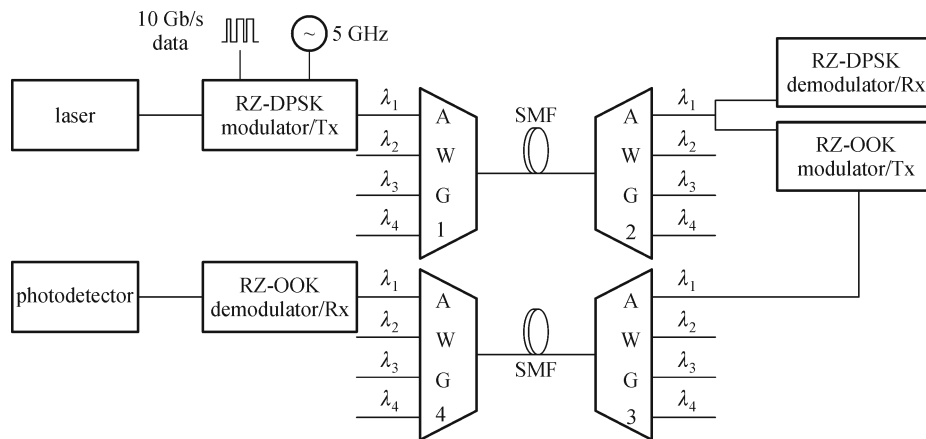 10 Gb/s
data
~
5 GHz
laser
RZ-DPSK
modulator/Tx
λ1
λ2
λ3
λ4
A
W
G
1
SMF
A
W
G
2
λ1
λ2
λ3
λ4
RZ-DPSK
demodulator/Rx
RZ-OOK
modulator/Tx
photodetector
RZ-OOK
demodulator/Rx
λ1
λ2
λ3
λ4
A
W
G
4
SMF
A
W
G
3
λ1
λ2
λ3
λ4